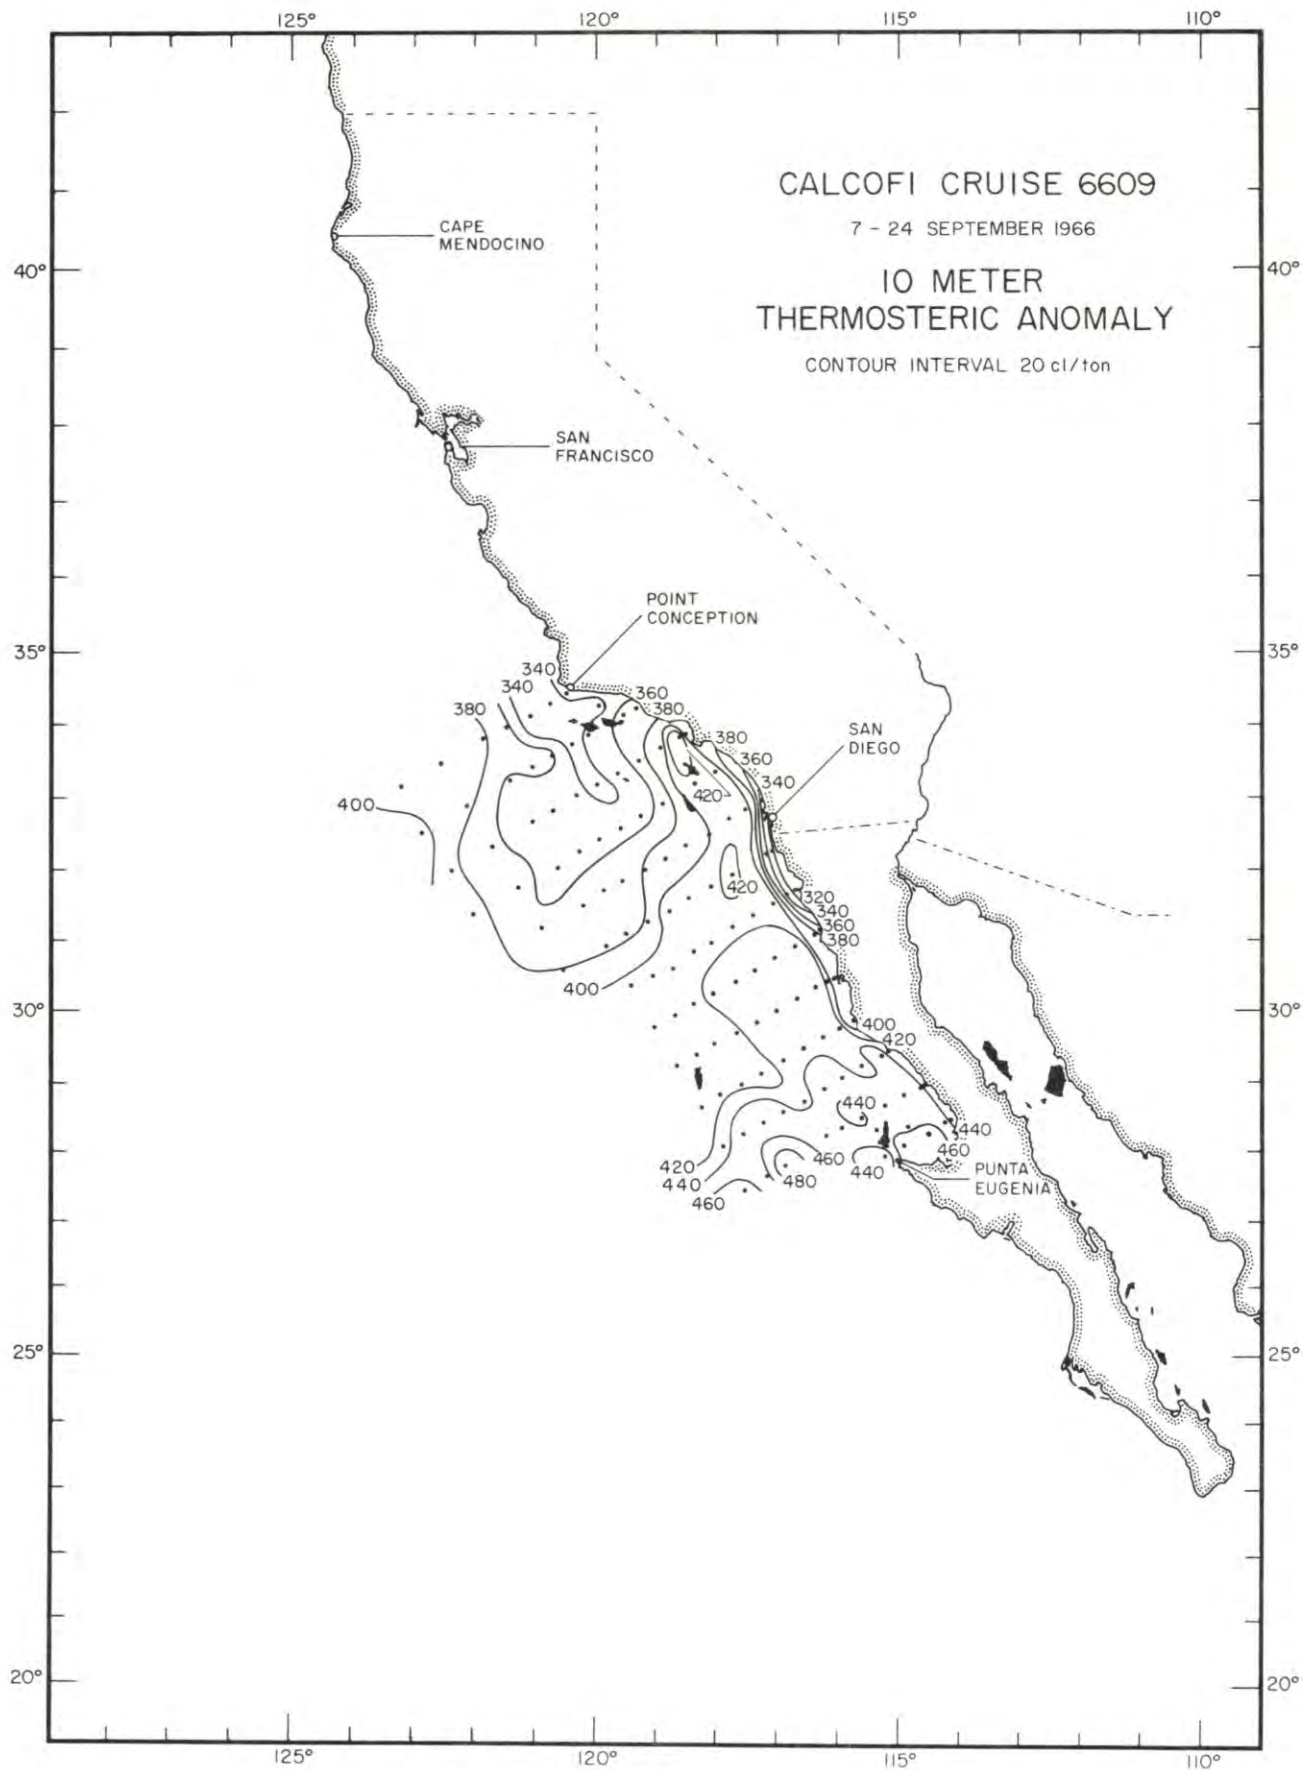 125° 120° 115° 110°
CALCOFI CRUISE 6609
7 - 24 SEPTEMBER 1966
10 METER
THERMOSTERIC ANOMALY
CONTOUR INTERVAL 20 cl/ton
CAPE
MENDOCINO
40° 40°
SAN
FRANCISCO
POINT
CONCEPTION
35° 35°
340
340
360
380
380
SAN
DIEGO
380
360
340
420
400
420
320
340
360
380
400
30° 30°
400
420
440
440
460
420
440
460
480
460
440
PUNTA
EUGENIA
25° 25°
20° 20°
125° 120° 115° 110°